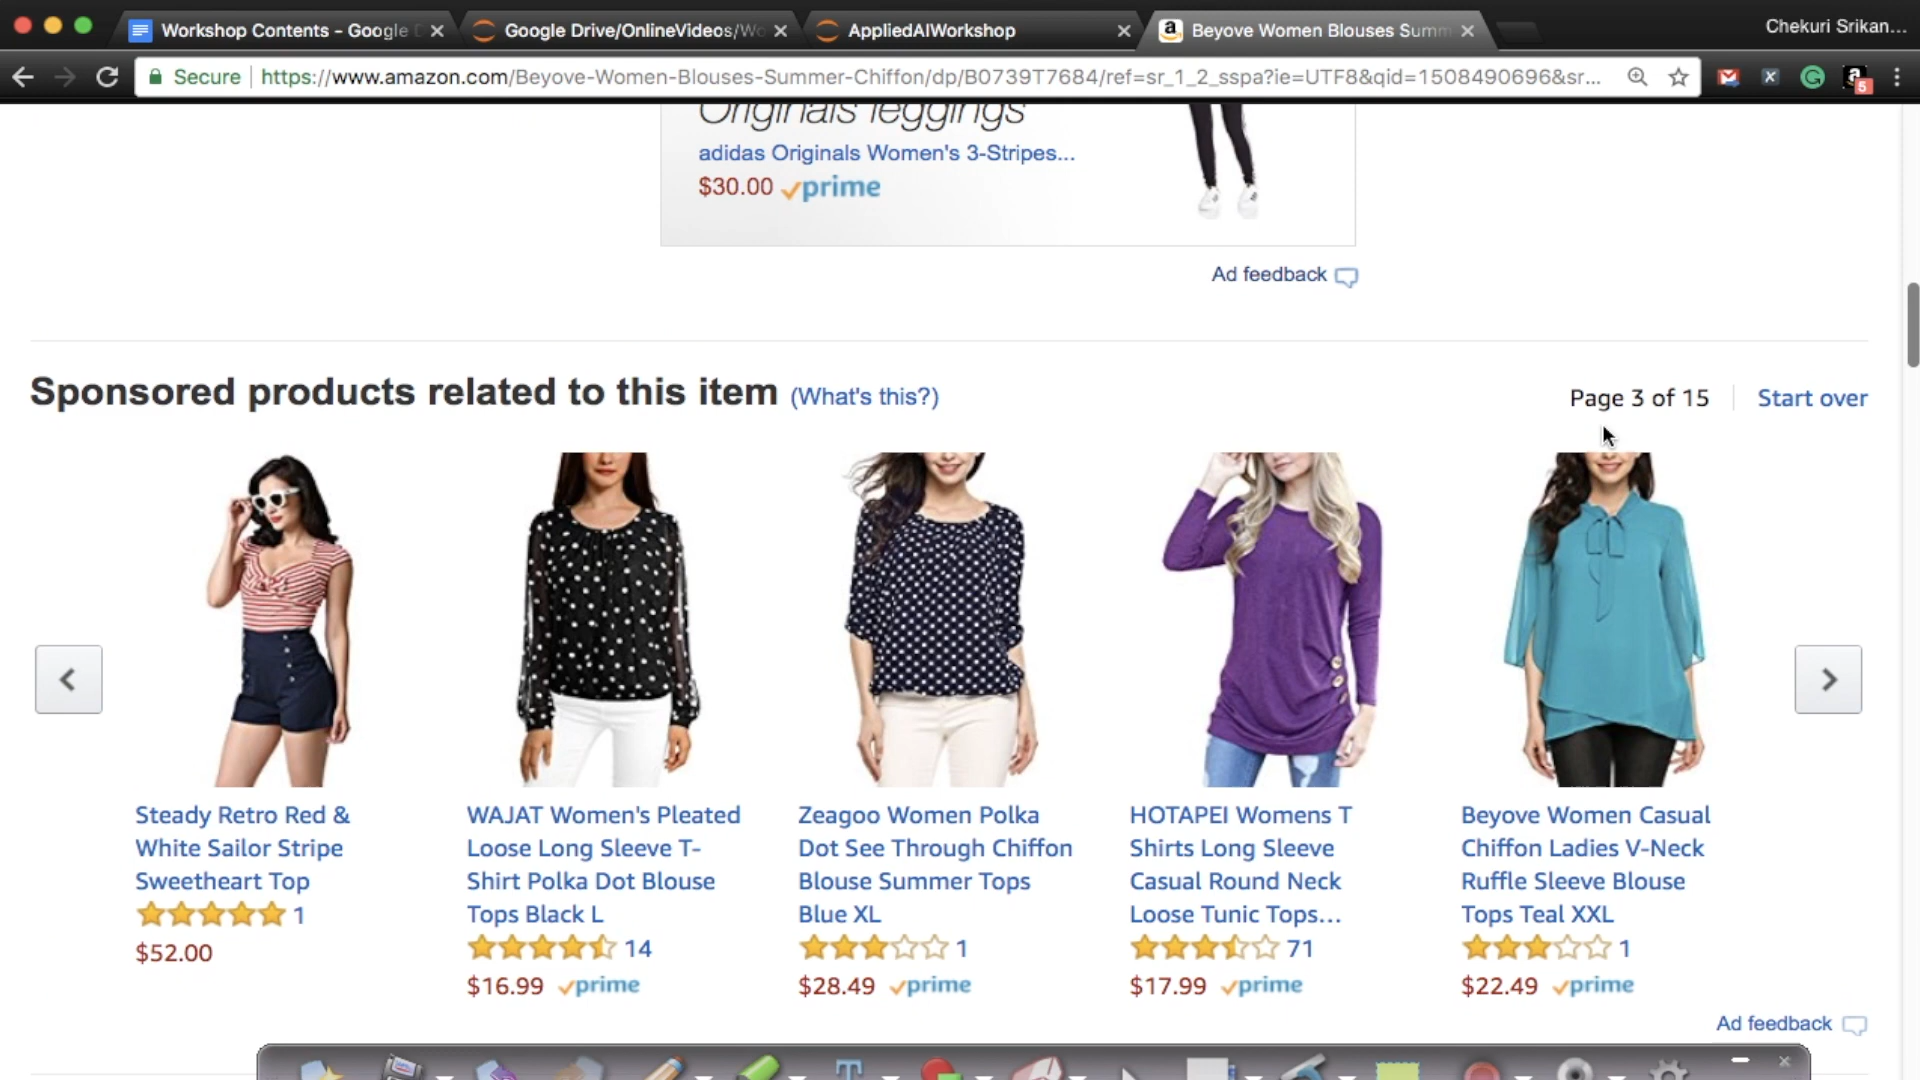 Workshop Contents - Google D
Google Drive/OnlineVideos/Wo
AppliedAIWorkshop
Beyove Women Blouses Summ
Chekuri Srikan...
Secure
https://www.amazon.com/Beyove-Women-Blouses-Summer-Chiffon/dp/B0739T7684/ref=sr_1_2_sspa?ie=UTF8&qid=1508490696&sr...
5
Originals leggings
adidas Originals Women's 3-Stripes...
$30.00 prime
Ad feedback
Sponsored products related to this item (What's this?)
Page 3 of 15
Start over
Steady Retro Red &
White Sailor Stripe
Sweetheart Top
1
$52.00
WAJAT Women's Pleated
Loose Long Sleeve T-
Shirt Polka Dot Blouse
Tops Black L
14
$16.99 prime
Zeagoo Women Polka
Dot See Through Chiffon
Blouse Summer Tops
Blue XL
1
$28.49 prime
HOTAPEI Womens T
Shirts Long Sleeve
Casual Round Neck
Loose Tunic Tops...
71
$17.99 prime
Beyove Women Casual
Chiffon Ladies V-Neck
Ruffle Sleeve Blouse
Tops Teal XXL
1
$22.49 prime
Ad feedback